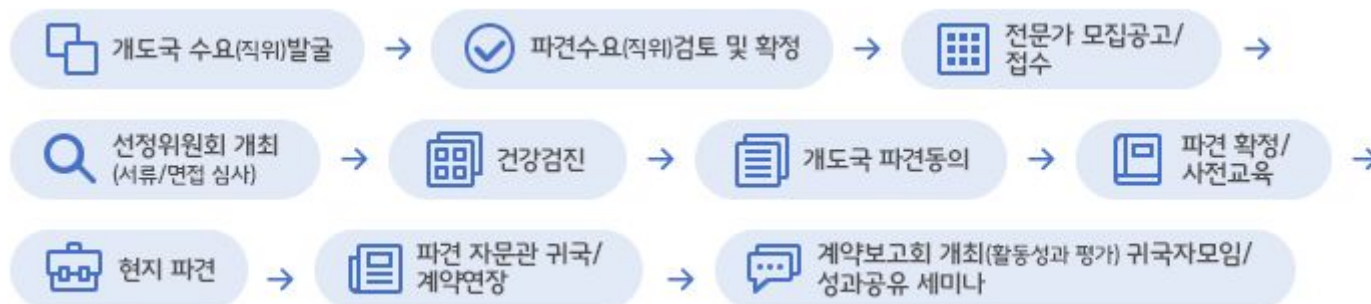 개도국 수요(직위)발굴
파견수요(직위)검토 및 확정
전문가 모집공고/
접수
선정위원회 개최
(서류/면접 심사)
건강검진
개도국 파견동의
파견 확정/
사전교육
현지 파견
파견 자문관 귀국/
계약연장
계약보고회 개최(활동성과 평가) 귀국자모임/
성과공유 세미나